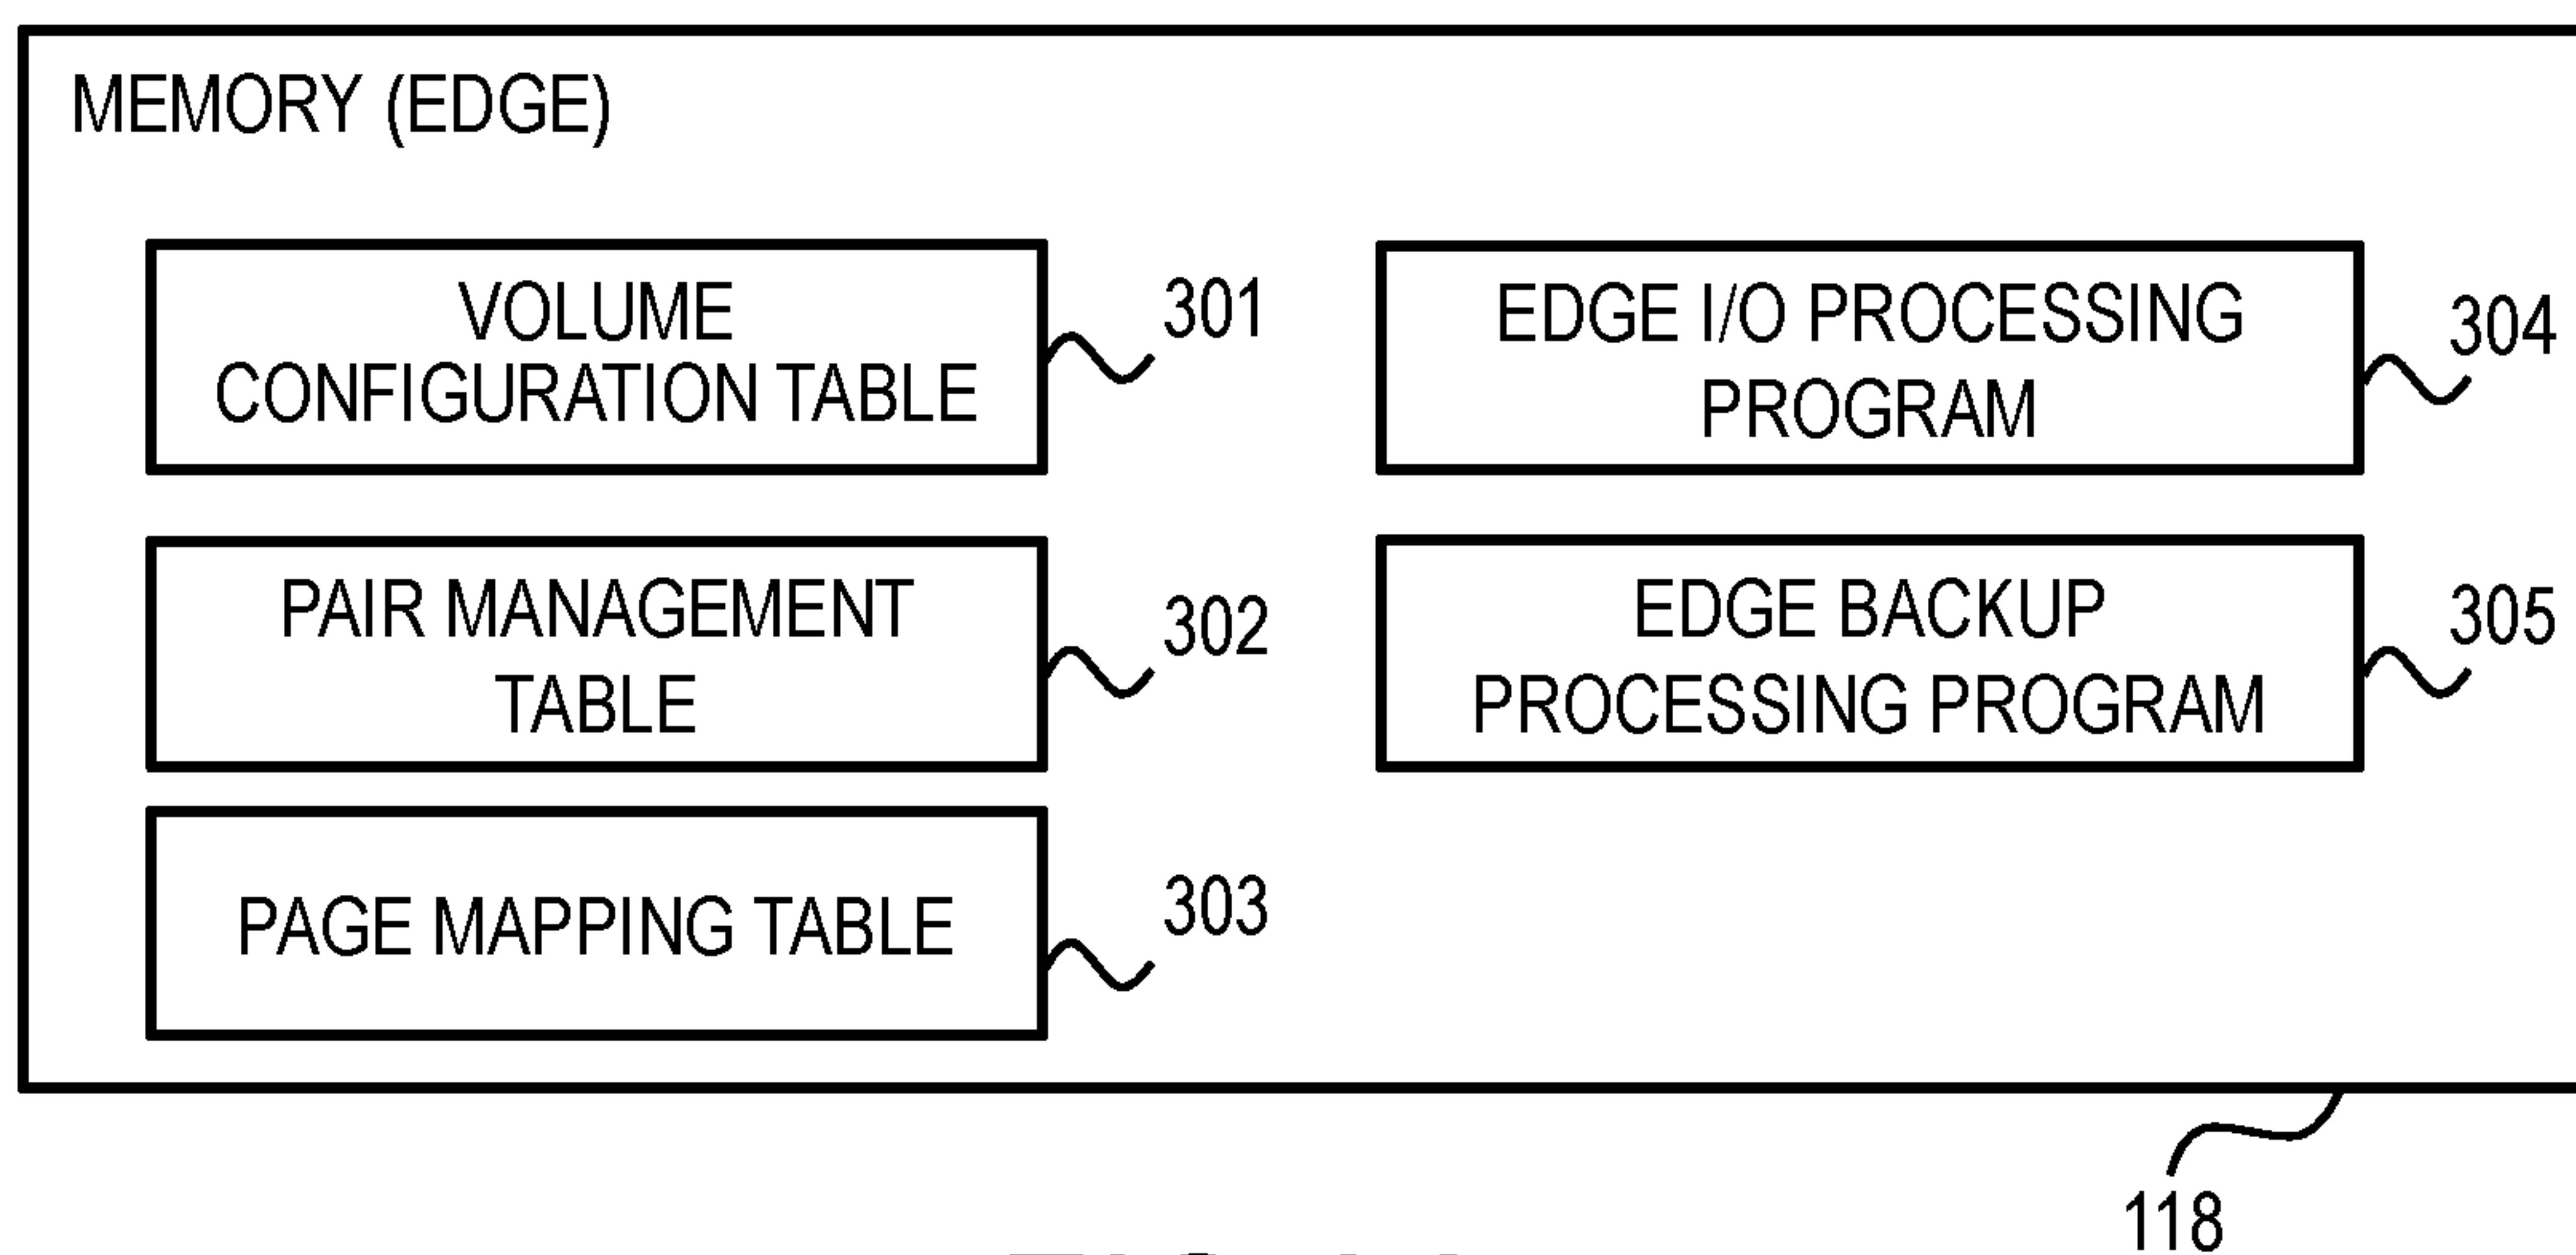 MEMORY (EDGE)
VOLUME
CONFIGURATION TABLE
301
PAIR MANAGEMENT
TABLE
302
PAGE MAPPING TABLE
303
EDGE I/O PROCESSING
PROGRAM
304
EDGE BACKUP
PROCESSING PROGRAM
305
118